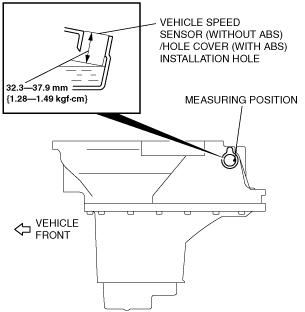 VEHICLE SPEED
SENSOR (WITHOUT ABS)
/HOLE COVER (WITH ABS)
INSTALLATION HOLE
32.3—37.9 mm
{1.28—1.49 kgf·cm}
MEASURING POSITION
VEHICLE
FRONT